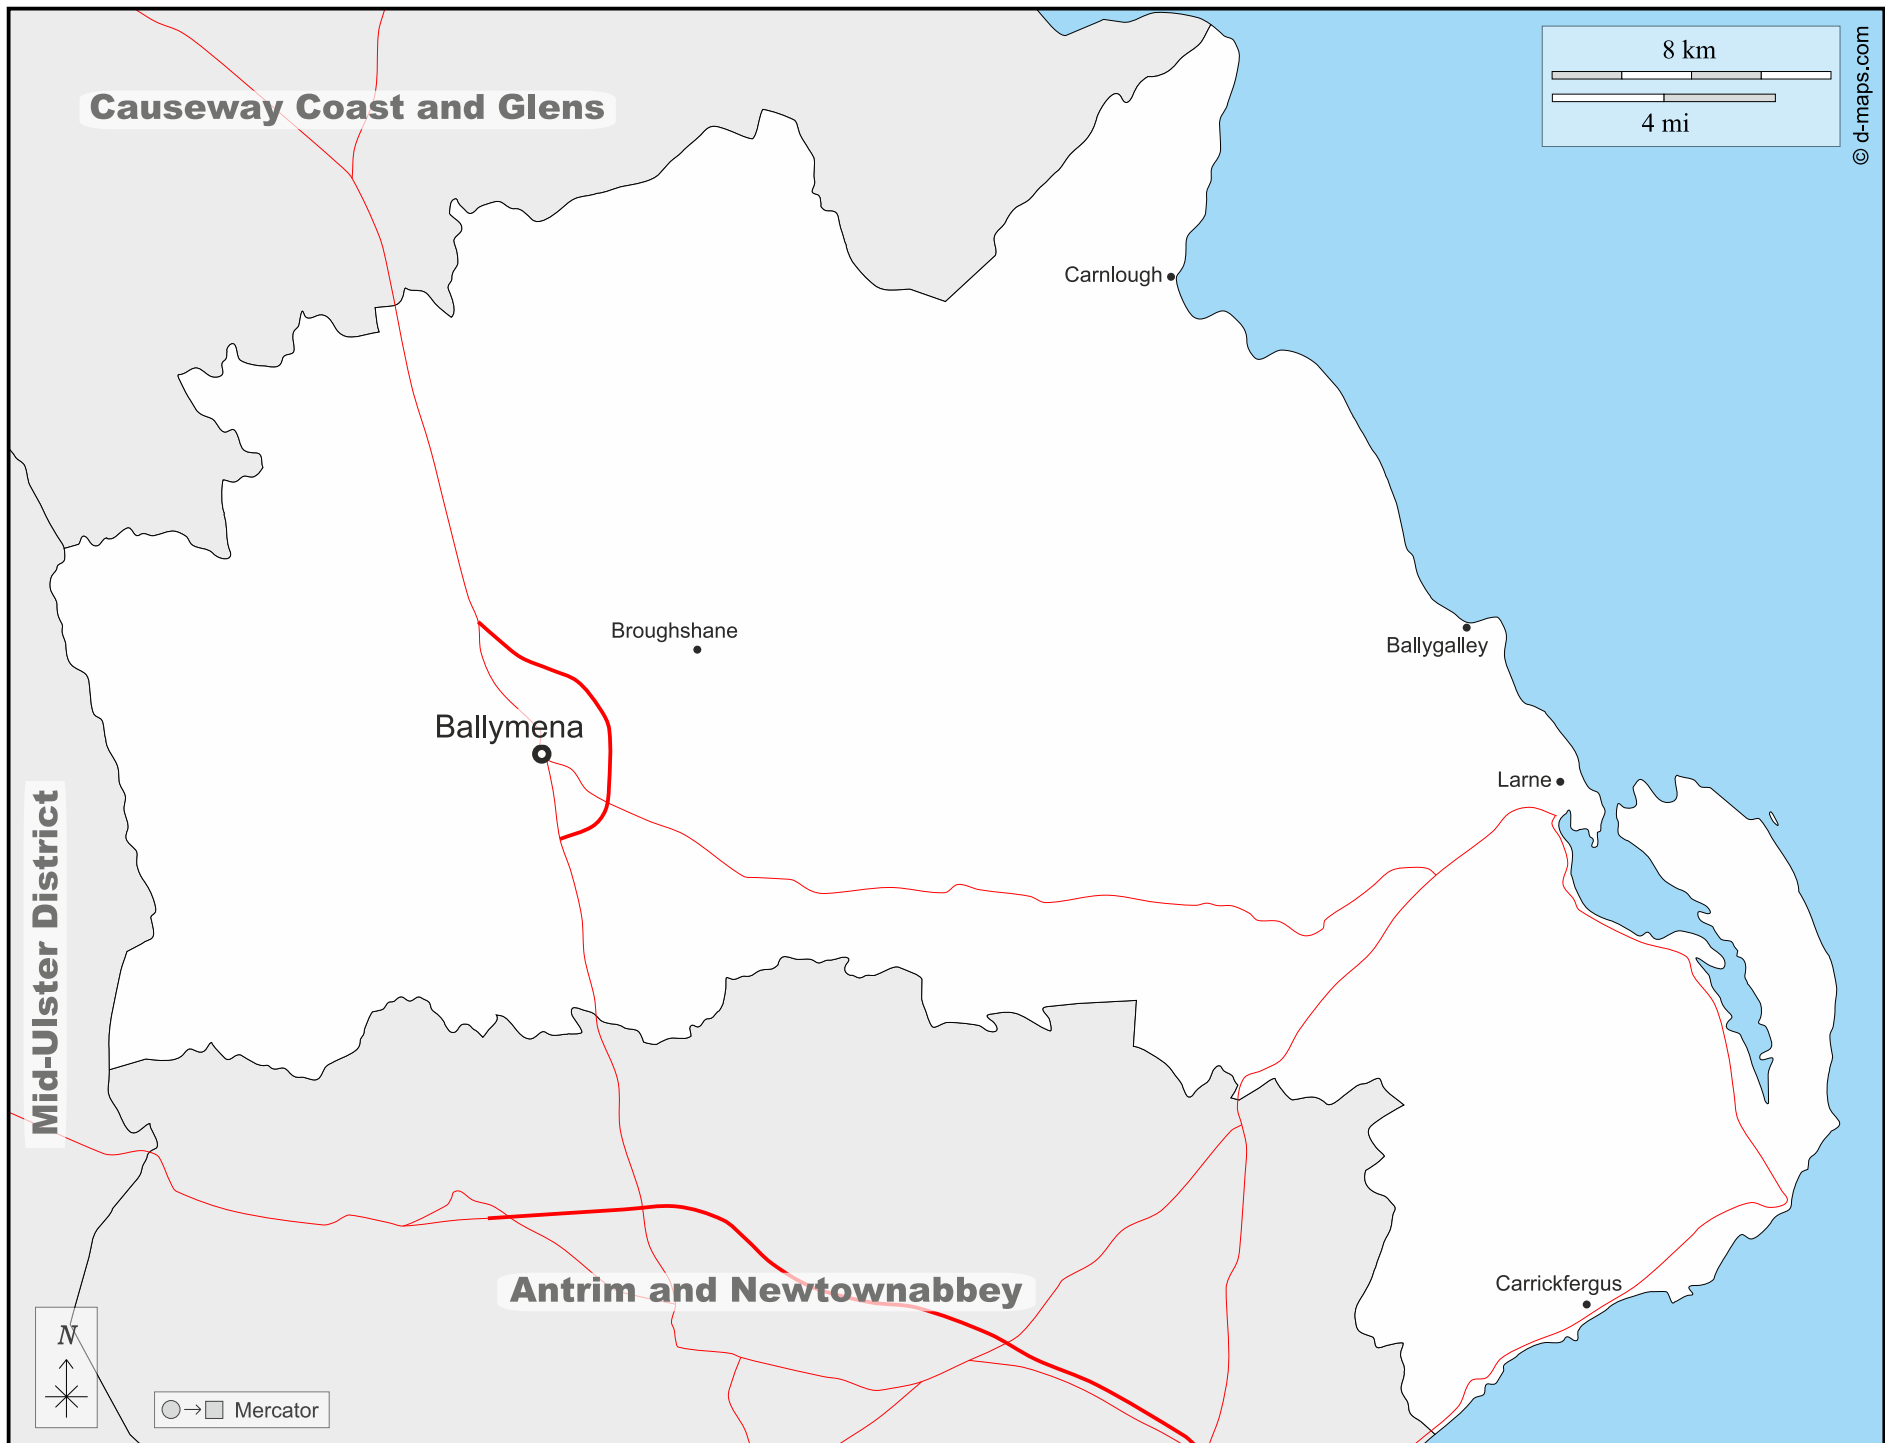 8 km
4 mi
© d-maps.com
Causeway Coast and Glens
Carnlough
Broughshane
Ballygalley
Ballymena
Larne
Mid-Ulster District
Antrim and Newtownabbey
Carrickfergus
N
Mercator